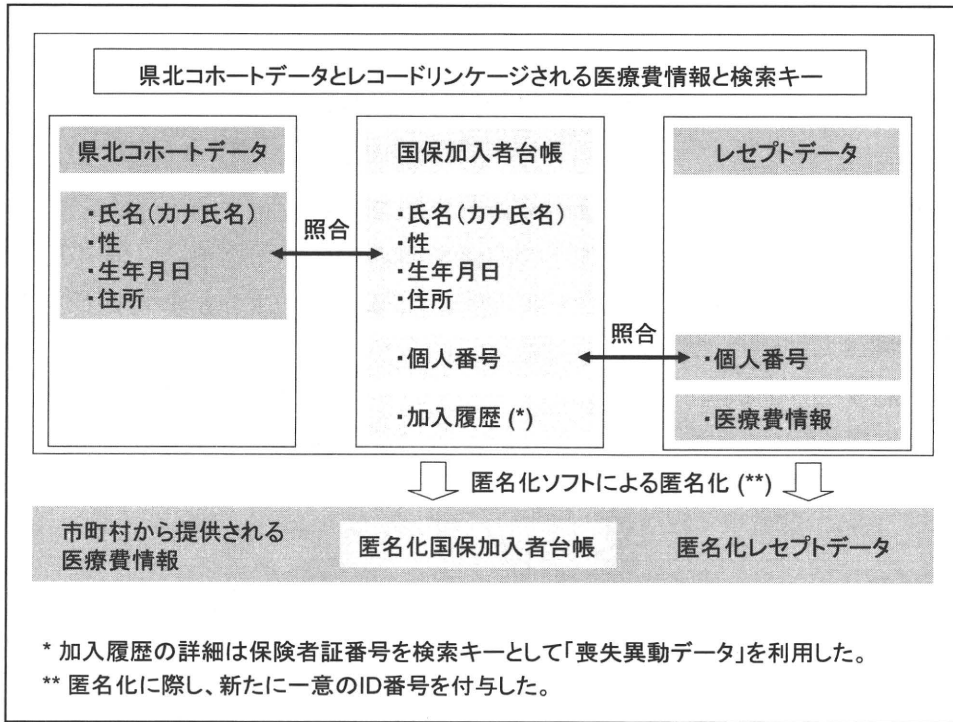 県北コホートデータとレコードリンケージされる医療費情報と検索キー
県北コホートデータ
・氏名(カナ氏名)
・性
・生年月日
・住所
照合
国保加入者台帳
・氏名(カナ氏名)
・性
・生年月日
・住所
・個人番号
・加入履歴 (*)
照合
レセプトデータ
・個人番号
・医療費情報
匿名化ソフトによる匿名化 (**)
市町村から提供される
医療費情報
匿名化国保加入者台帳
匿名化レセプトデータ
* 加入履歴の詳細は保険者証番号を検索キーとして「喪失異動データ」を利用した。
** 匿名化に際し、新たに一意のID番号を付与した。